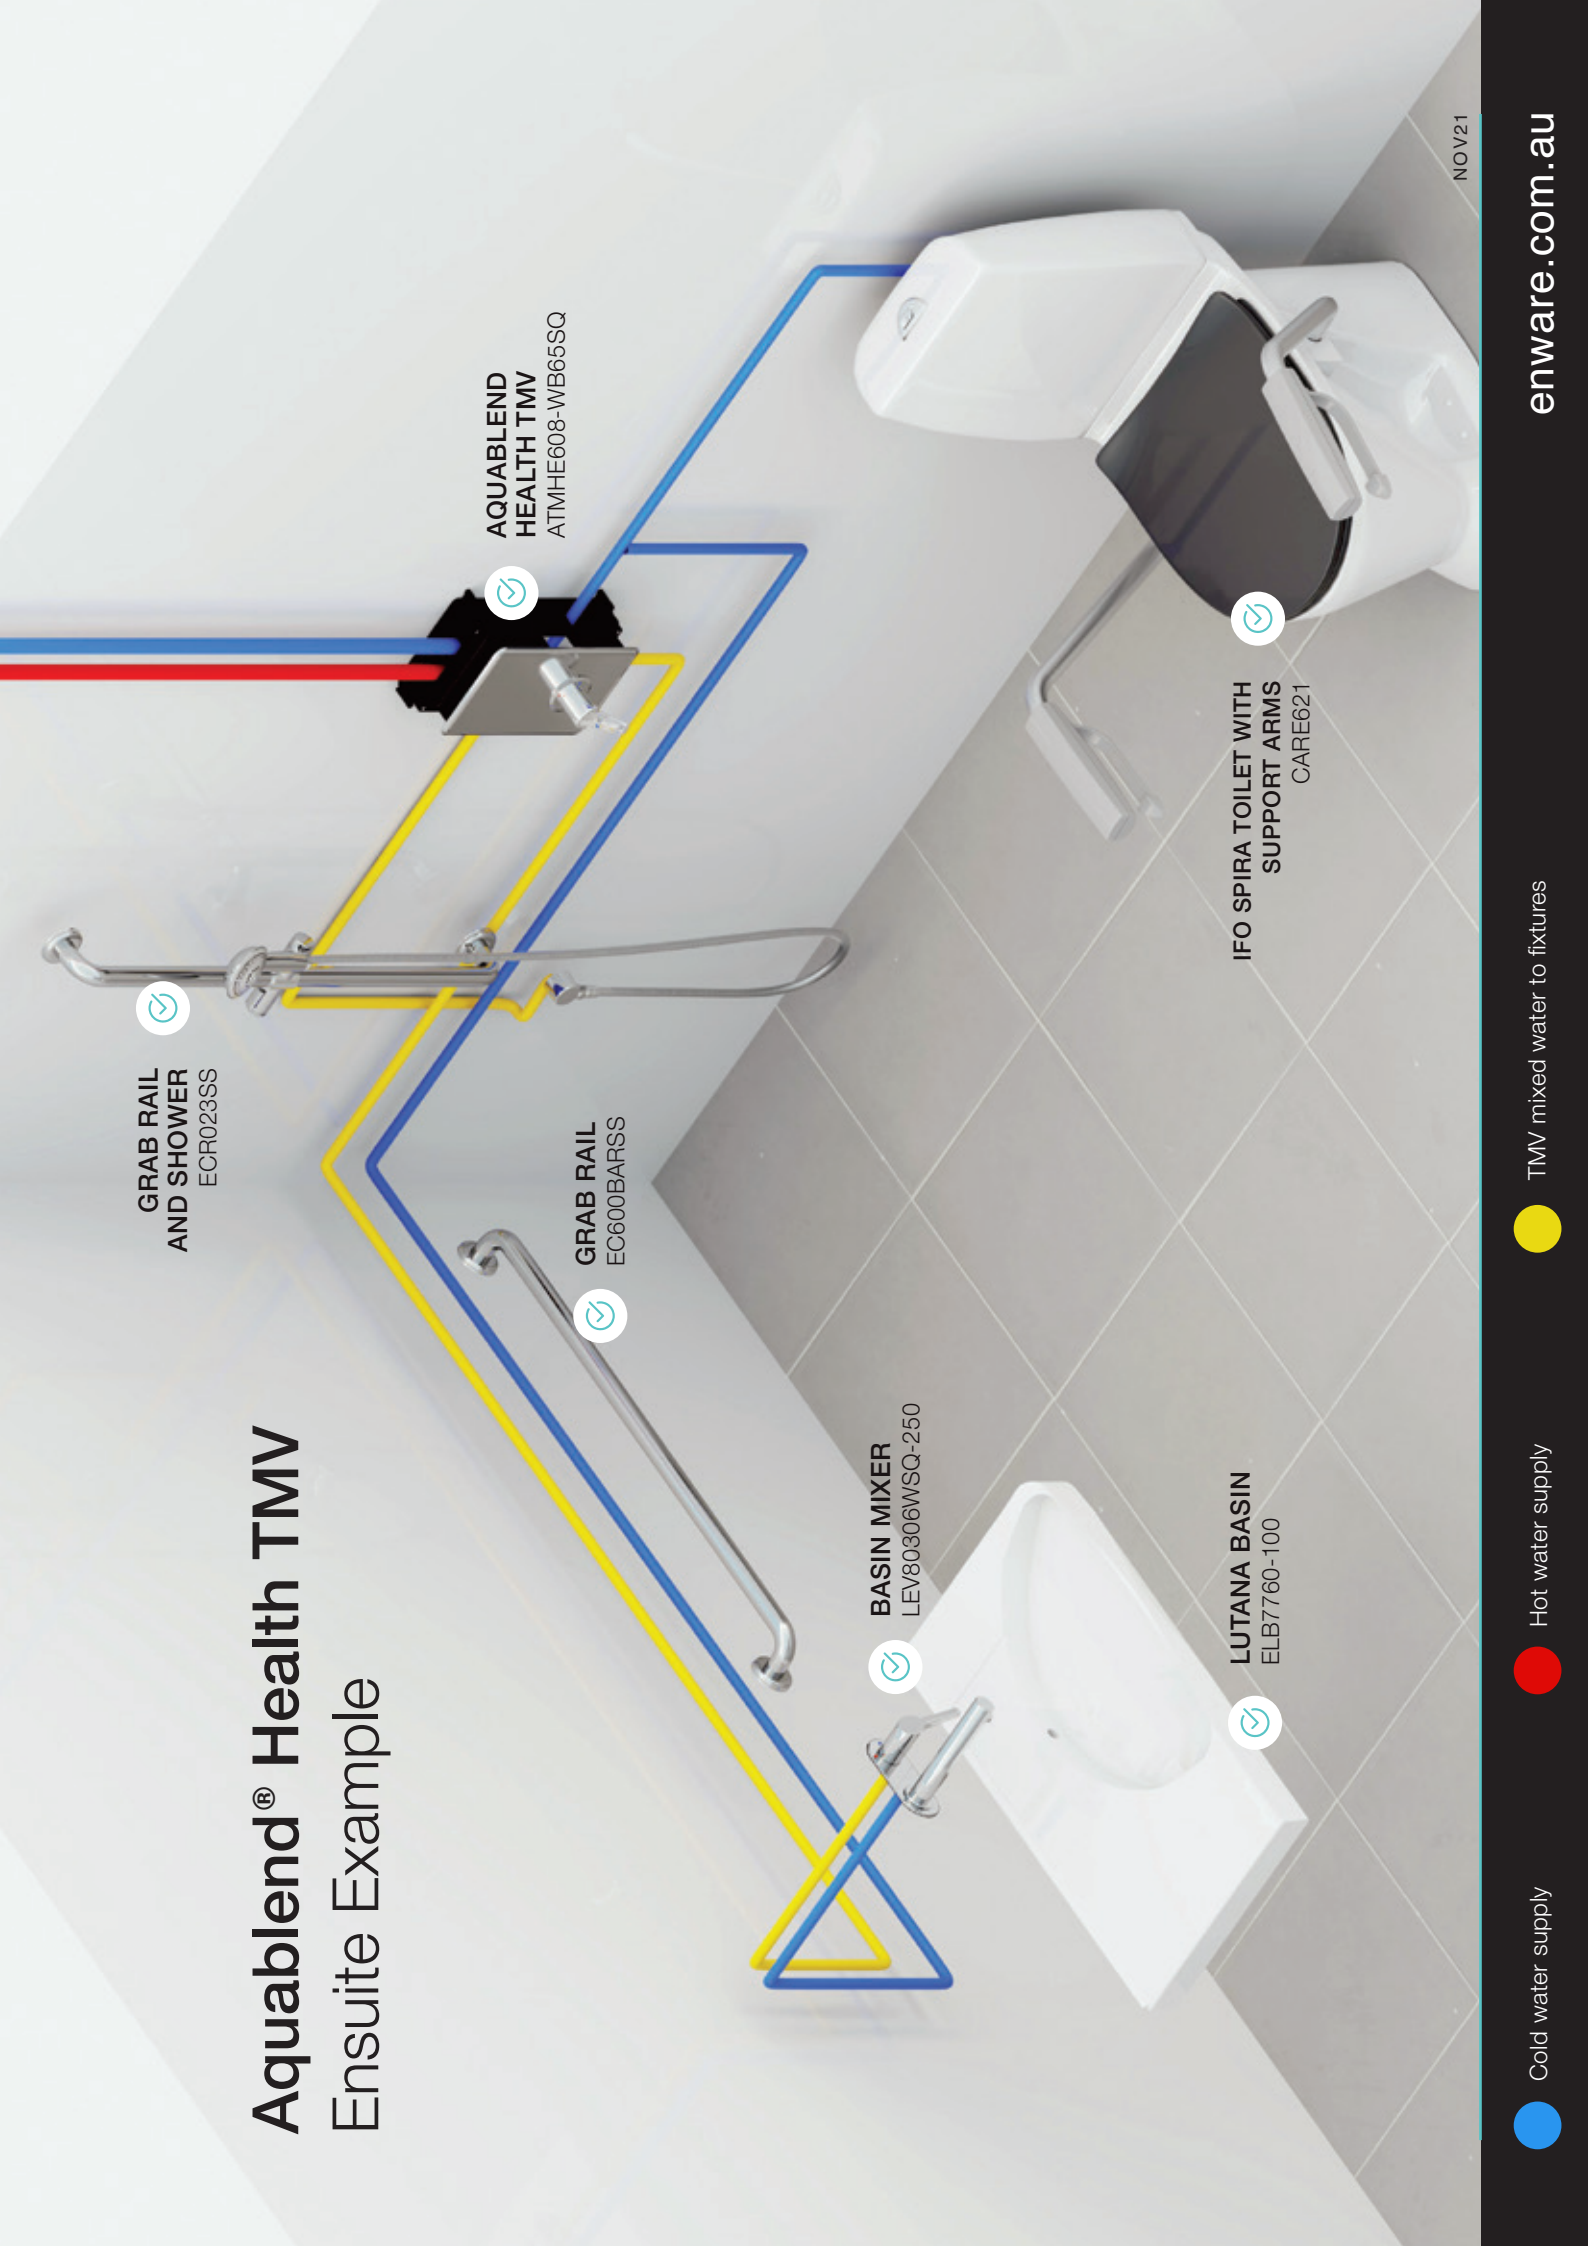 Aquablend® Health TMV
Ensuite Example
GRAB RAIL
AND SHOWER
ECR023SS
AQUABLEND
HEALTH TMV
ATMHE608-WB65SQ
GRAB RAIL
EC600BARSS
BASIN MIXER
LEV80306WSQ-250
LUTANA BASIN
ELB7760-100
IFO SPIRA TOILET WITH
SUPPORT ARMS
CARE621
NOV21
Cold water supply
Hot water supply
TMV mixed water to fixtures
enware.com.au